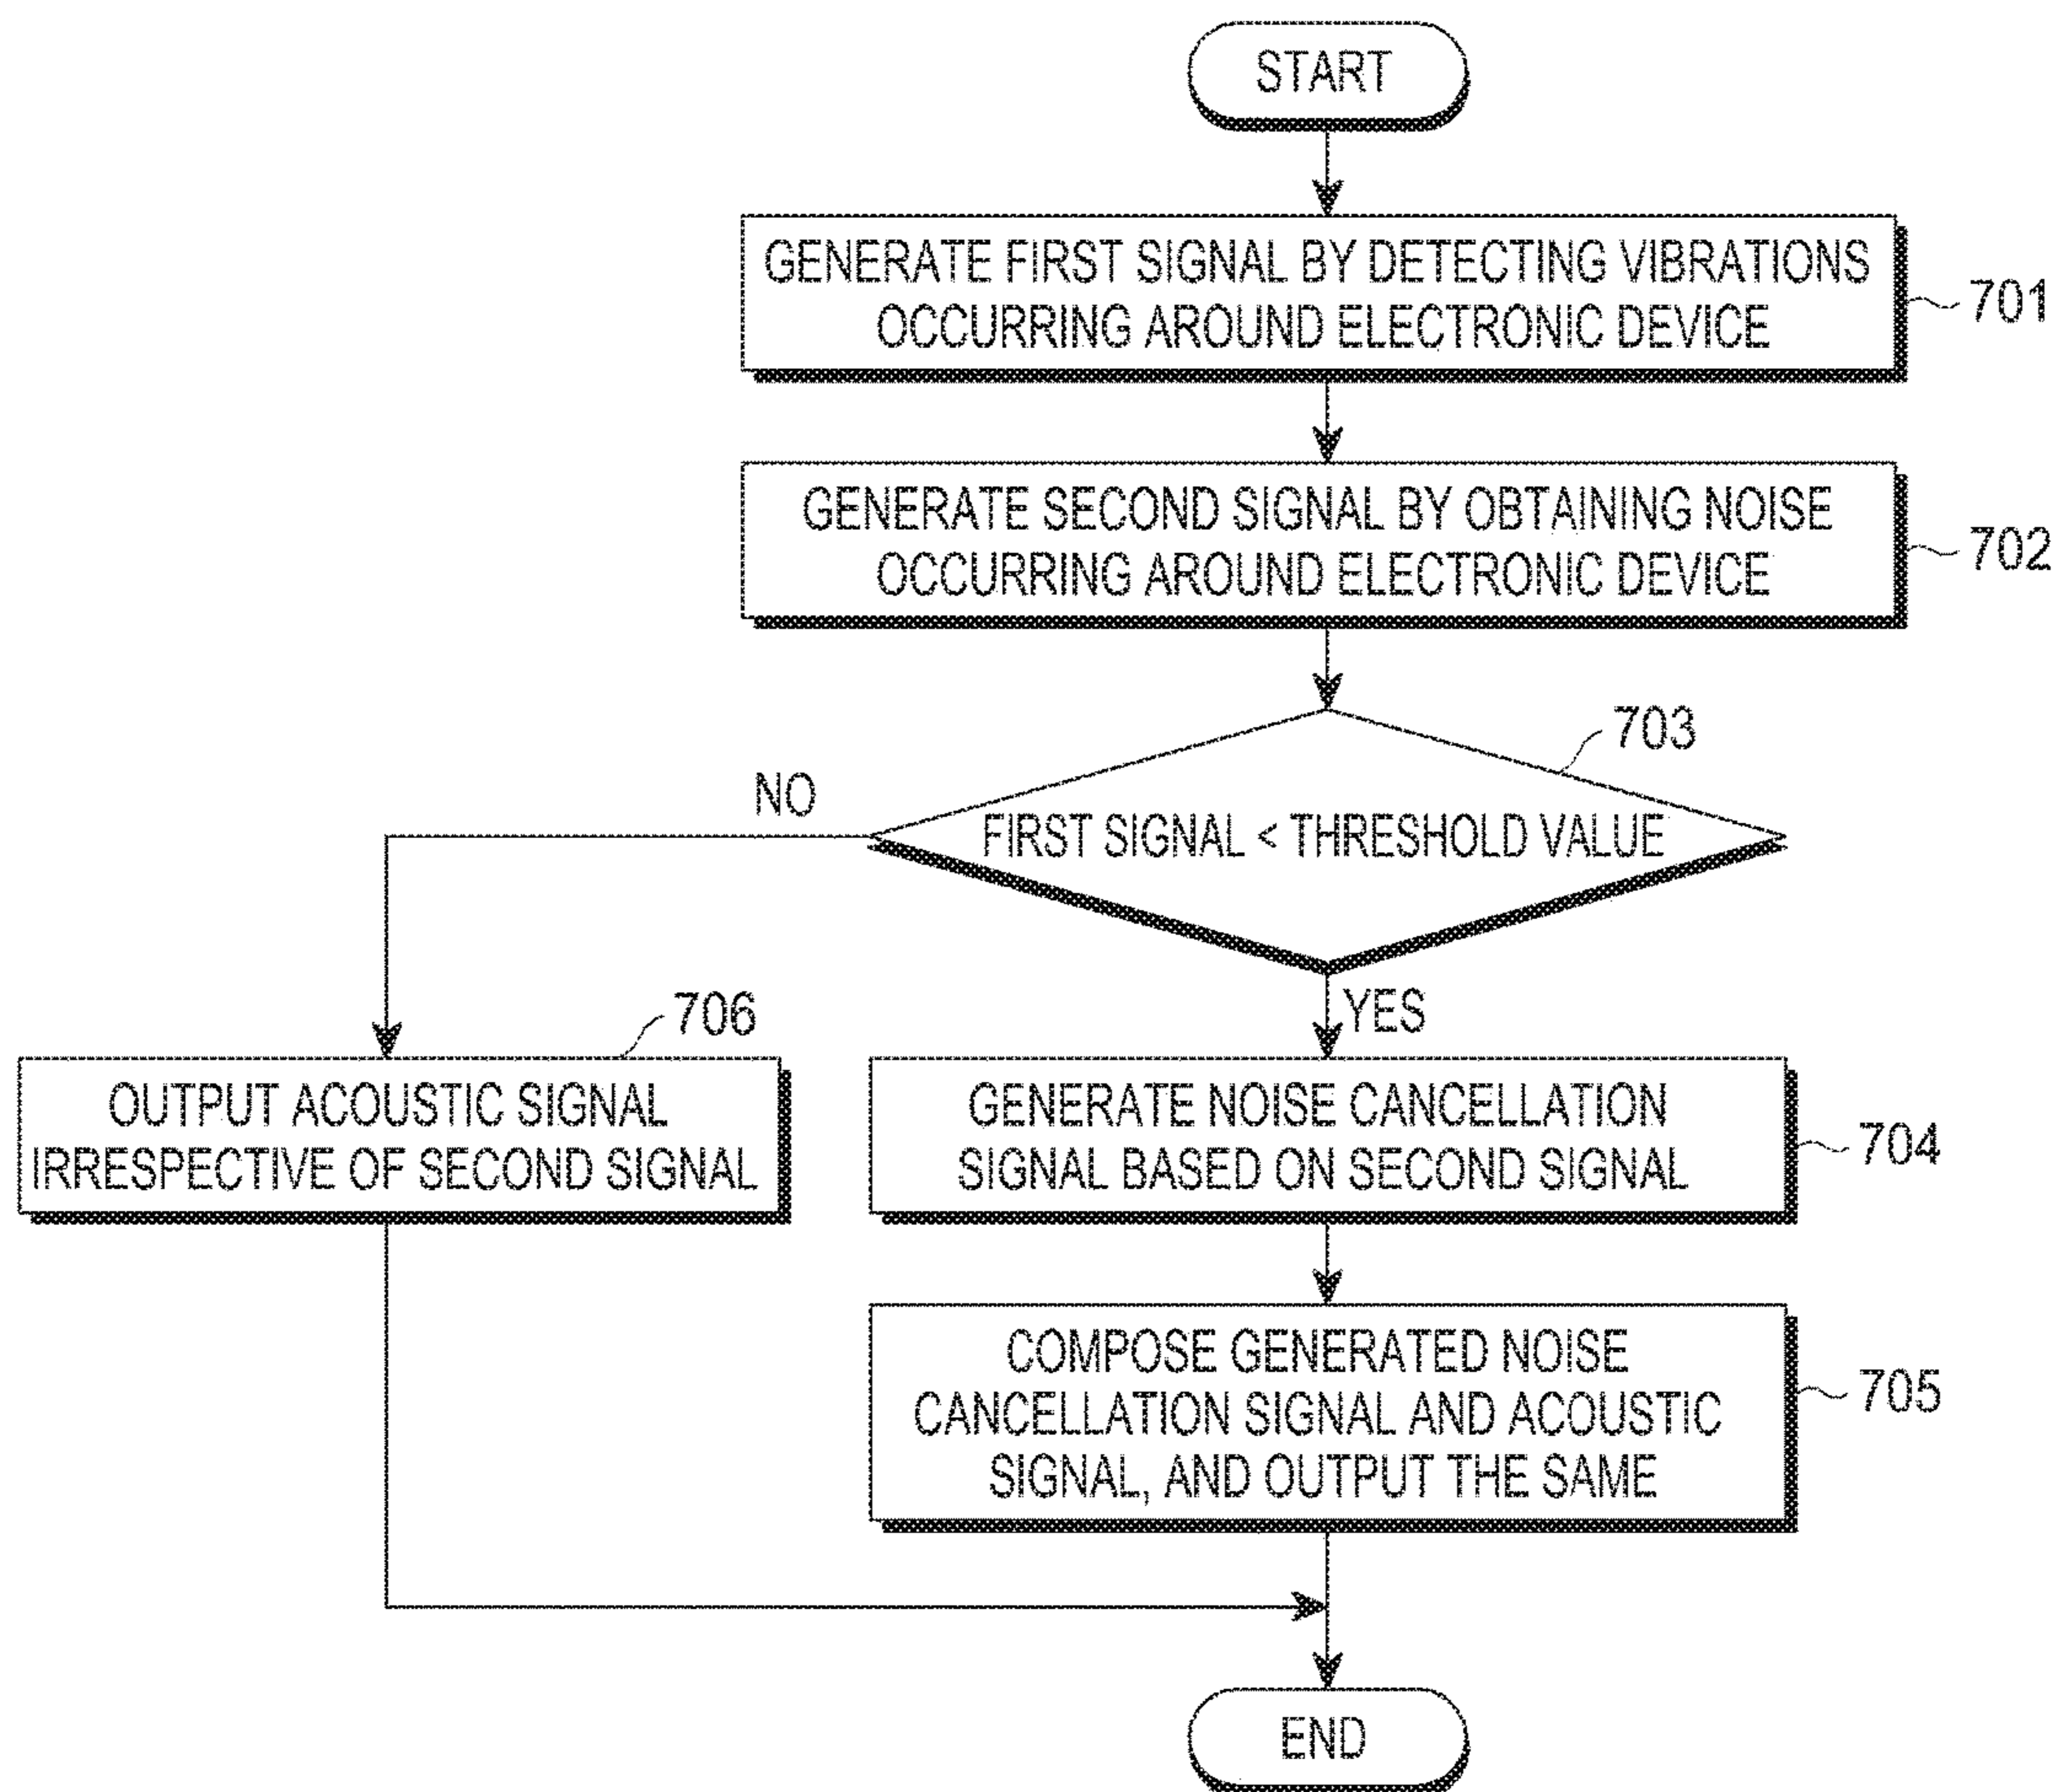 START
GENERATE FIRST SIGNAL BY DETECTING VIBRATIONS
OCCURRING AROUND ELECTRONIC DEVICE
701
GENERATE SECOND SIGNAL BY OBTAINING NOISE
OCCURRING AROUND ELECTRONIC DEVICE
702
703
FIRST SIGNAL < THRESHOLD VALUE
NO
YES
706
OUTPUT ACOUSTIC SIGNAL
IRRESPECTIVE OF SECOND SIGNAL
GENERATE NOISE CANCELLATION
SIGNAL BASED ON SECOND SIGNAL
704
COMPOSE GENERATED NOISE
CANCELLATION SIGNAL AND ACOUSTIC
SIGNAL, AND OUTPUT THE SAME
705
END